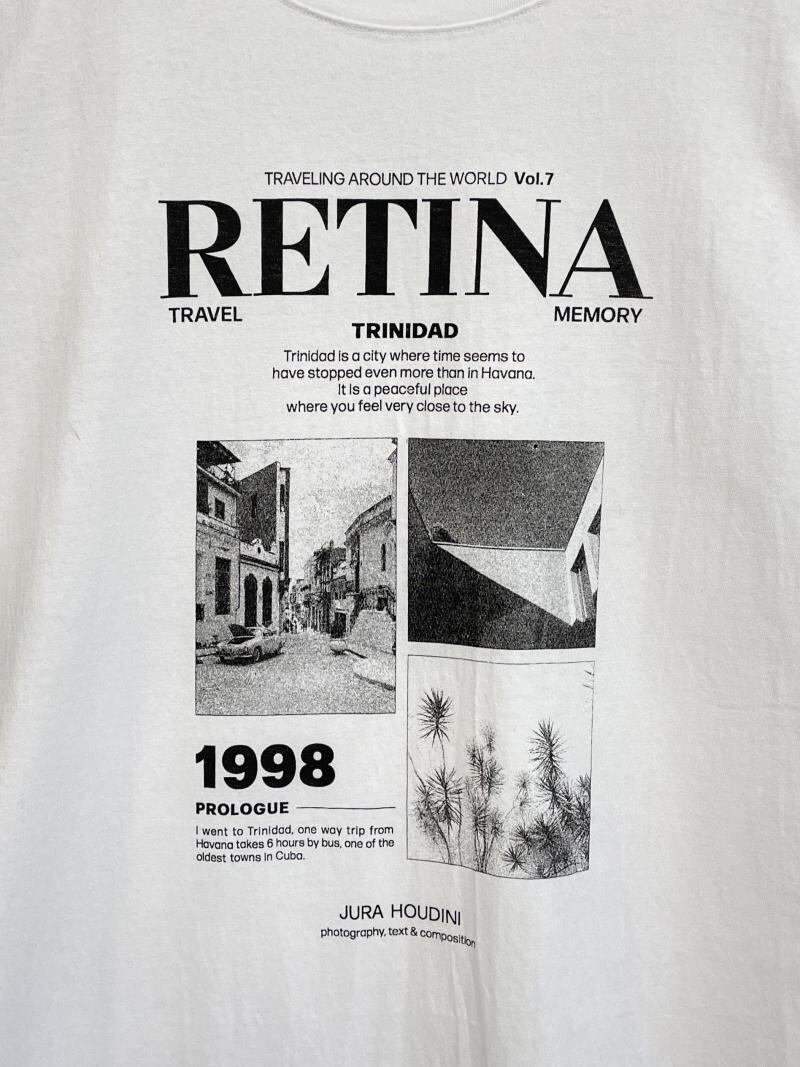 TRAVELING AROUND THE WORLD Vol.7
RETINA
TRAVEL
MEMORY
TRINIDAD
Trinidad is a city where time seems to
have stopped even more than in Havana.
It is a peaceful place
where you feel very close to the sky.
1998
PROLOGUE
I went to Trinidad, one way trip from
Havana takes 6 hours by bus, one of the
oldest towns in Cuba.
JURA HOUDINI
photography, text & composition